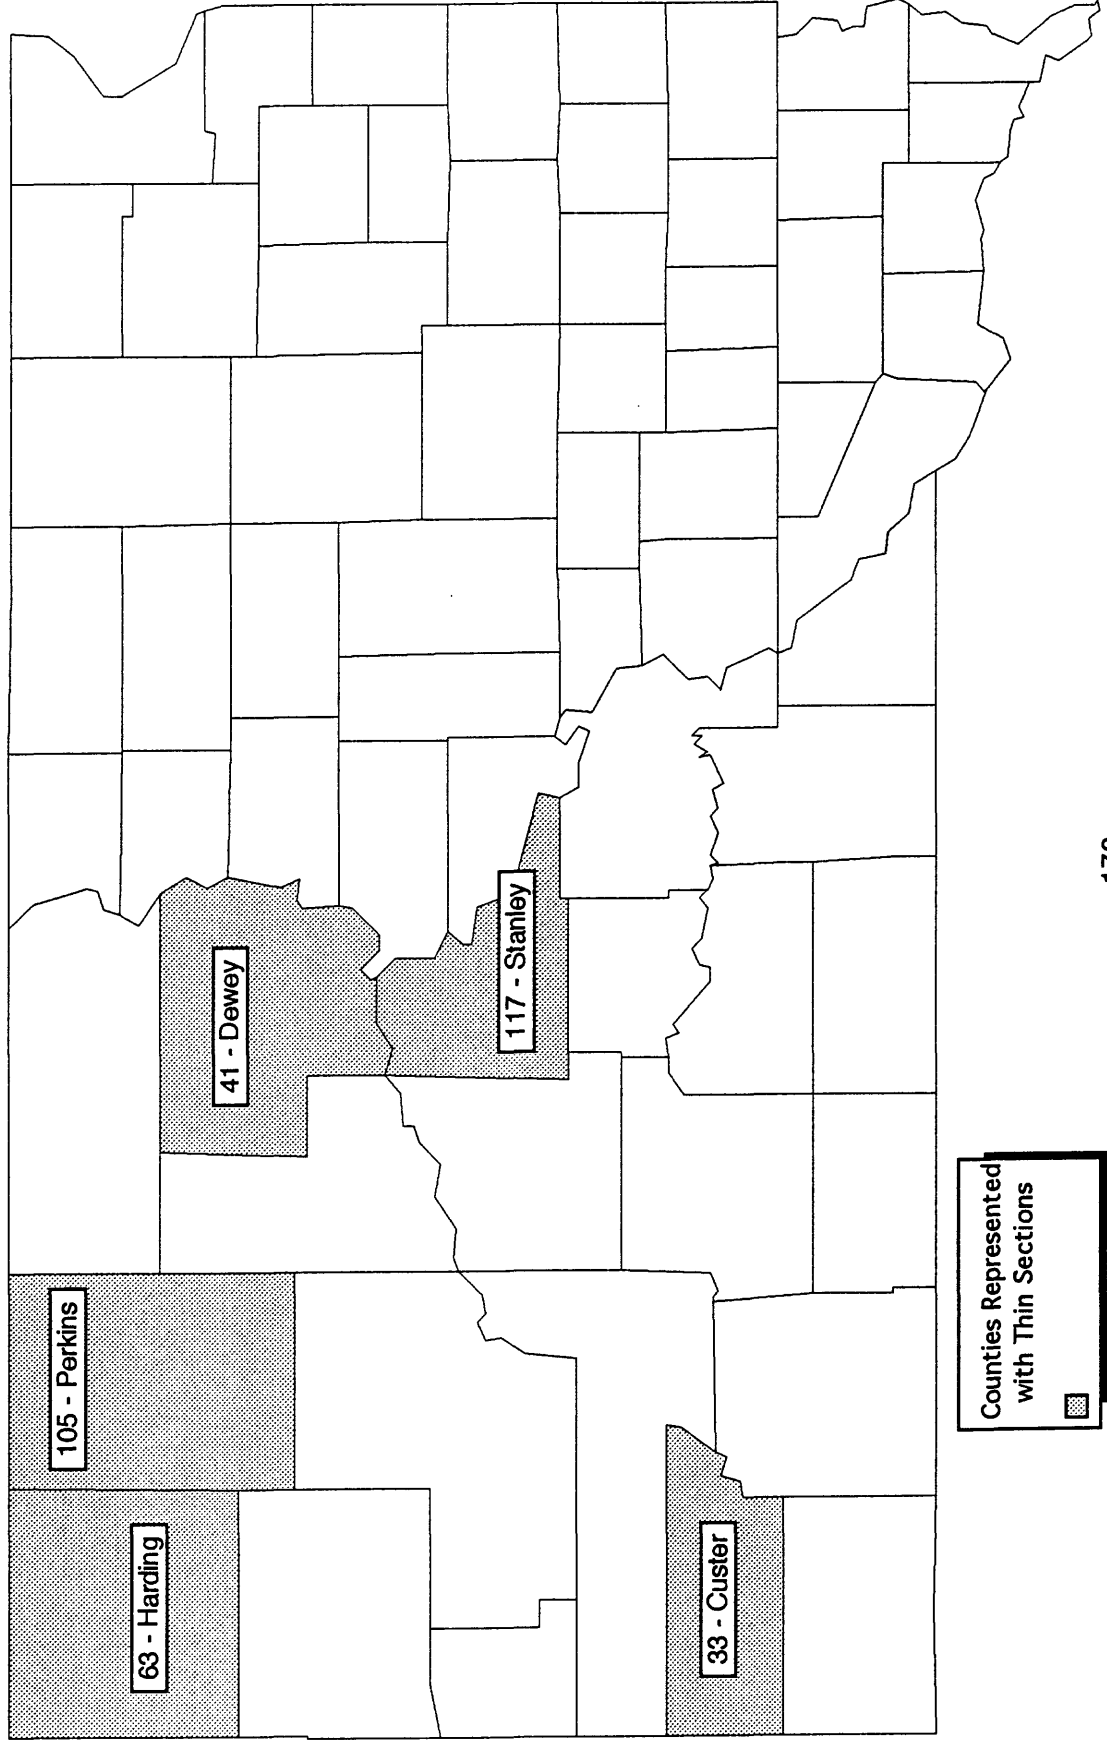 63 - Harding
105 - Perkins
41 - Dewey
117 - Stanley
33 - Custer
Counties Represented
with Thin Sections